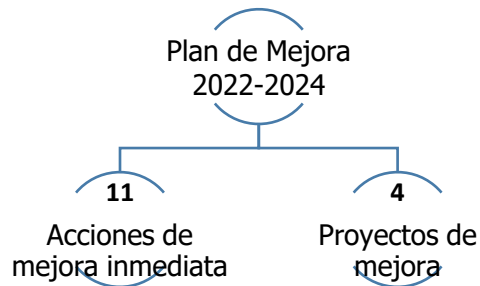 Plan de Mejora
2022-2024
11
Acciones de
mejora inmediata
4
Proyectos de
mejora